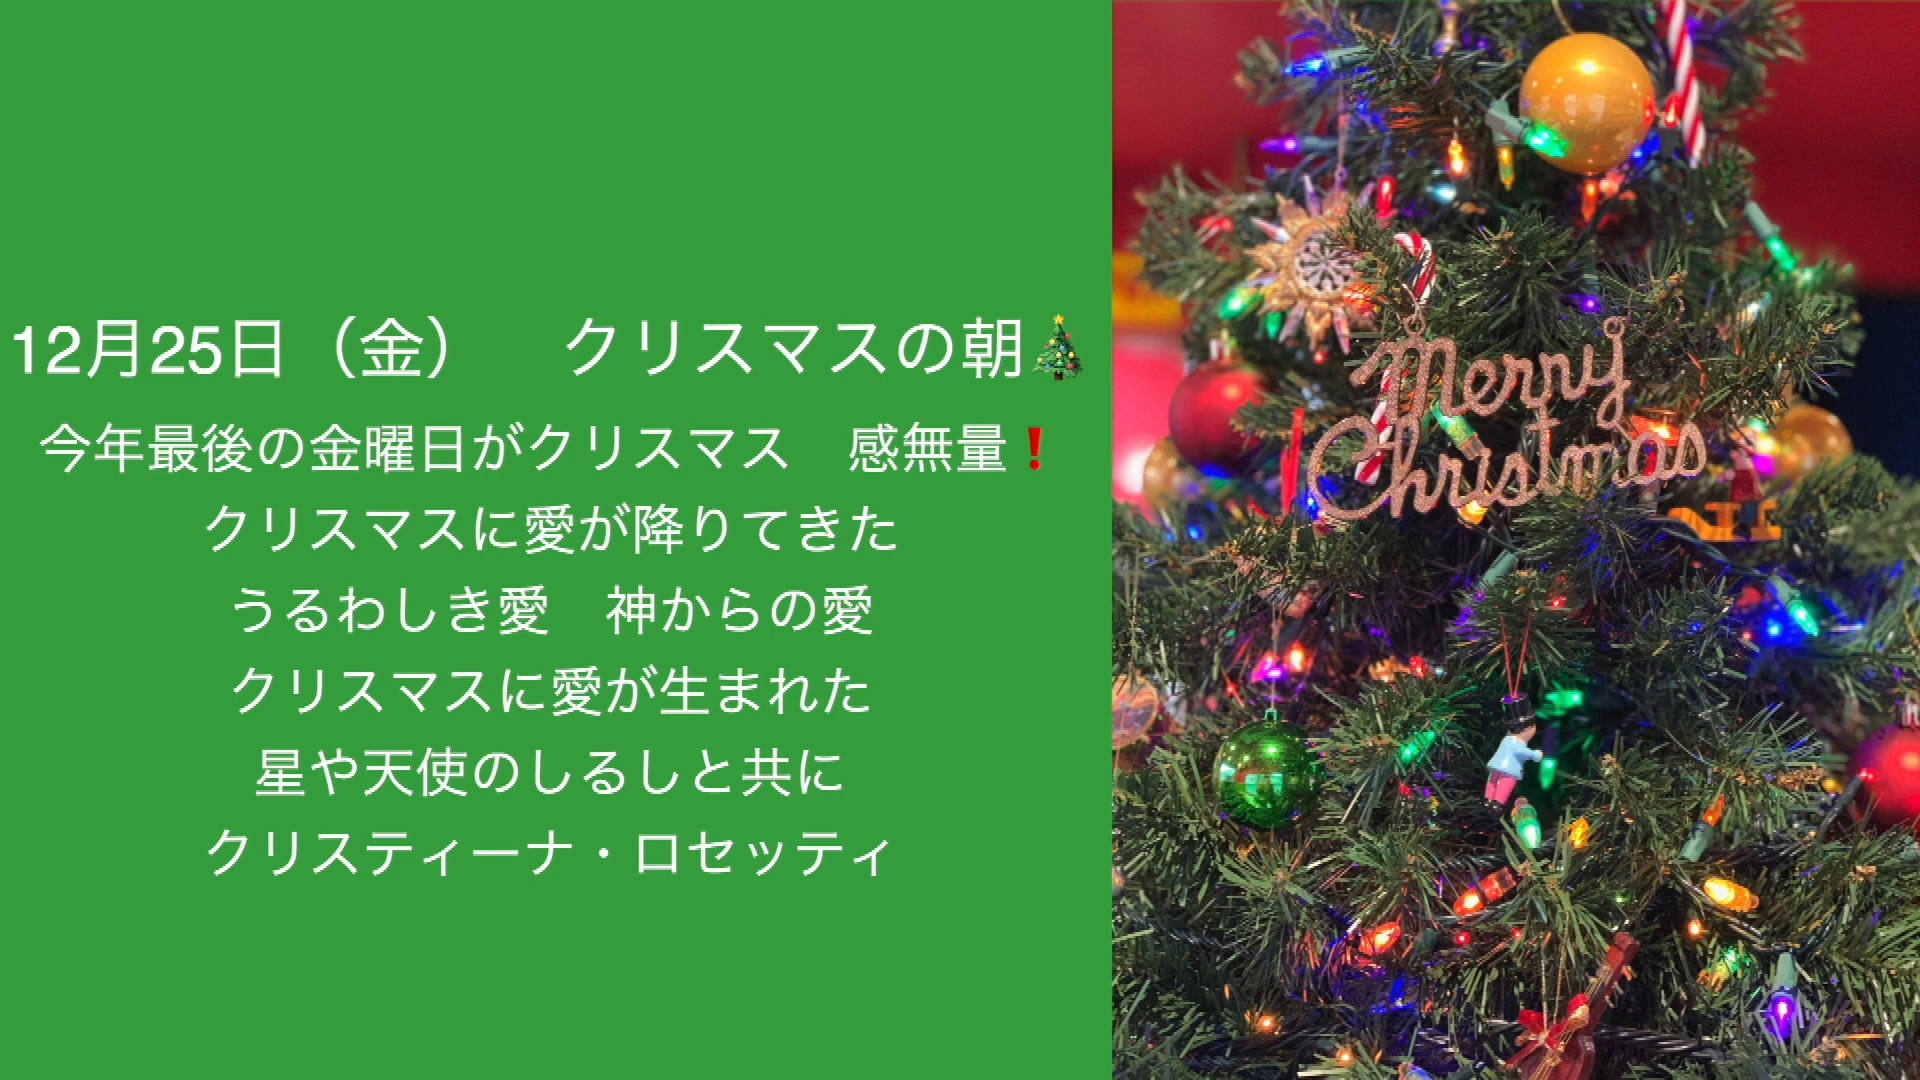 12月25日（金）　クリスマスの朝🎄
今年最後の金曜日がクリスマス　感無量❗
クリスマスに愛が降りてきた
うるわしき愛　神からの愛
クリスマスに愛が生まれた
星や天使のしるしと共に
クリスティーナ・ロセッティ
Merry
Christmas